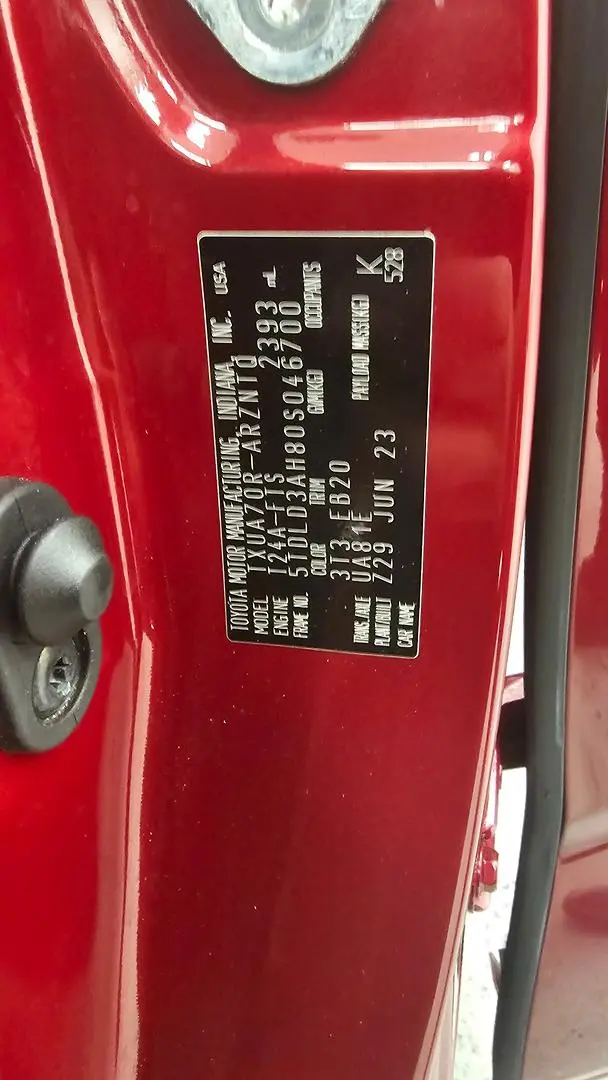 TOYOTA MOTOR MANUFACTURING, INDIANA, INC. USA
MODEL TXUA70R-ARZNTQ
ENGINE T24A-FTS 2393 mL
FRAME NO. 5TDLD3AH80S046700
COLOR TRIM GVM(KG) OCCUPANTS
3T3 EB20
TRANS./AXLE UA81E PAYLOAD MASS(KG)
PLANT/BUILT Z29 JUN 23
CAR NAME
K
528